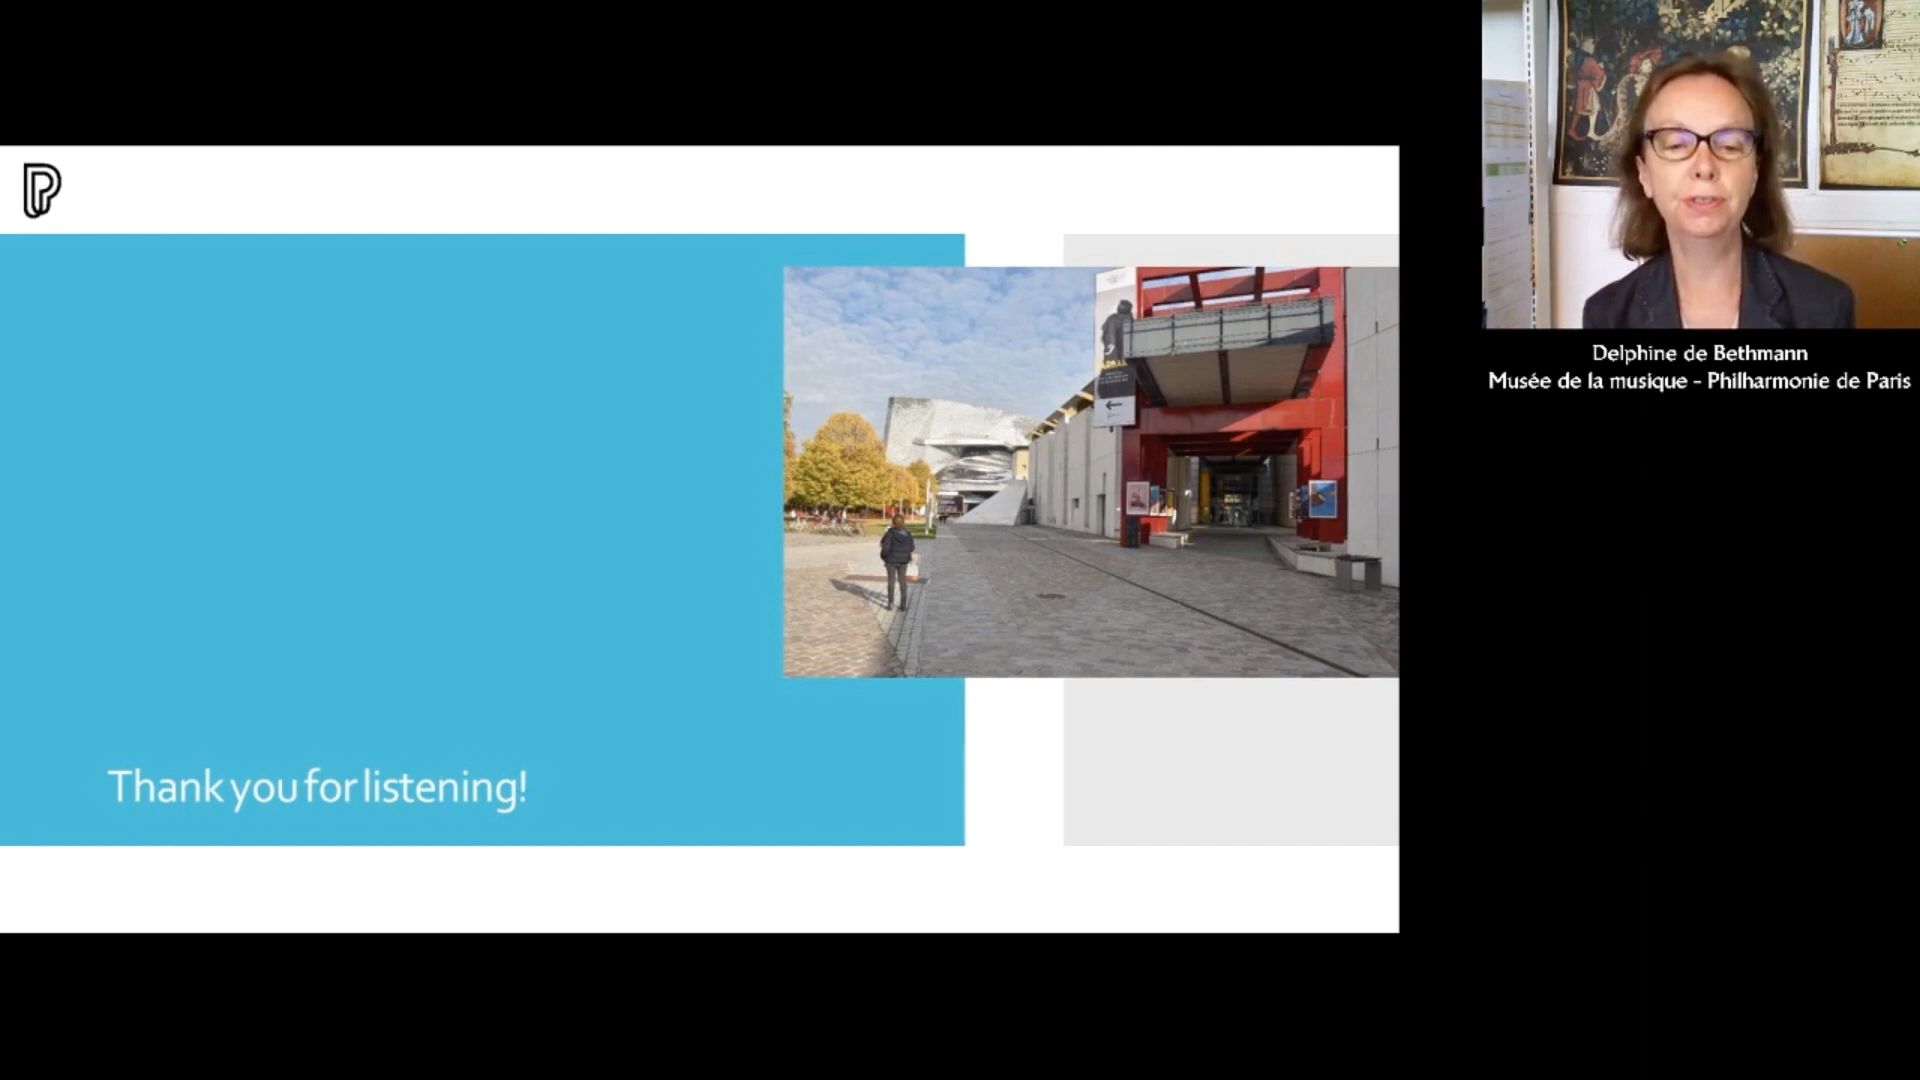 Thank you for listening!
Delphine de Bethmann
Musée de la musique - Philharmonie de Paris